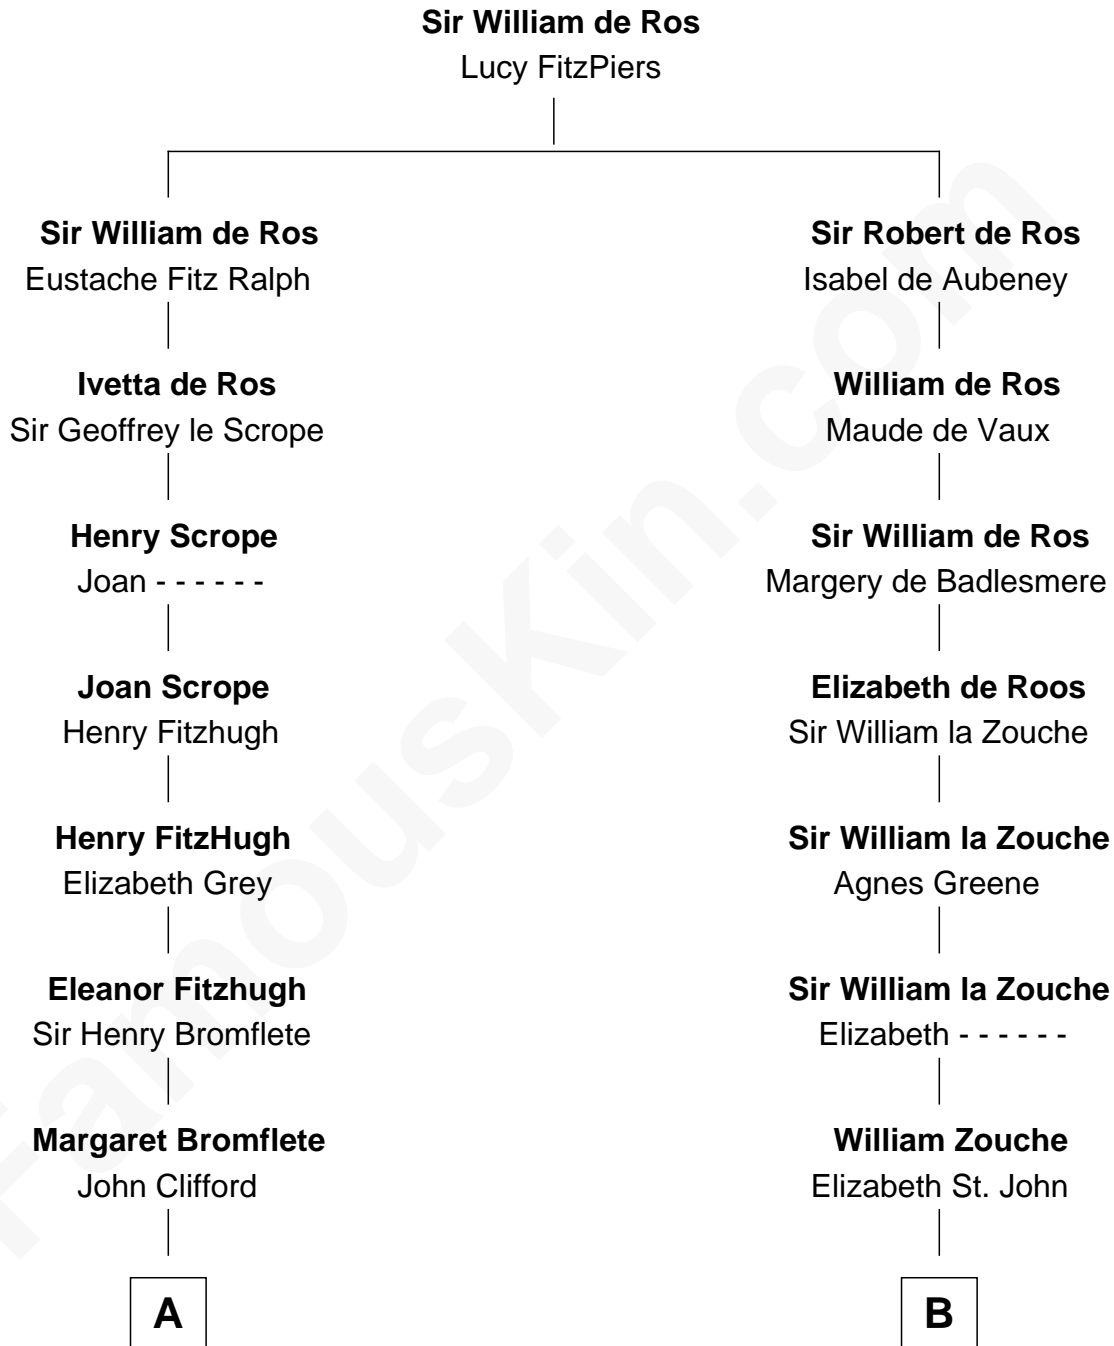 Sir William de Ros
Lucy FitzPiers
Sir William de Ros
Eustache Fitz Ralph
Sir Robert de Ros
Isabel de Aubeney
Ivetta de Ros
Sir Geoffrey le Scrope
William de Ros
Maude de Vaux
Henry Scrope
Joan - - - - - -
Sir William de Ros
Margery de Badlesmere
Joan Scrope
Henry Fitzhugh
Elizabeth de Roos
Sir William la Zouche
Henry FitzHugh
Elizabeth Grey
Sir William la Zouche
Agnes Greene
Eleanor Fitzhugh
Sir Henry Bromflete
Sir William la Zouche
Elizabeth - - - - - -
Margaret Bromflete
John Clifford
William Zouche
Elizabeth St. John
A
B
FamousKin.com